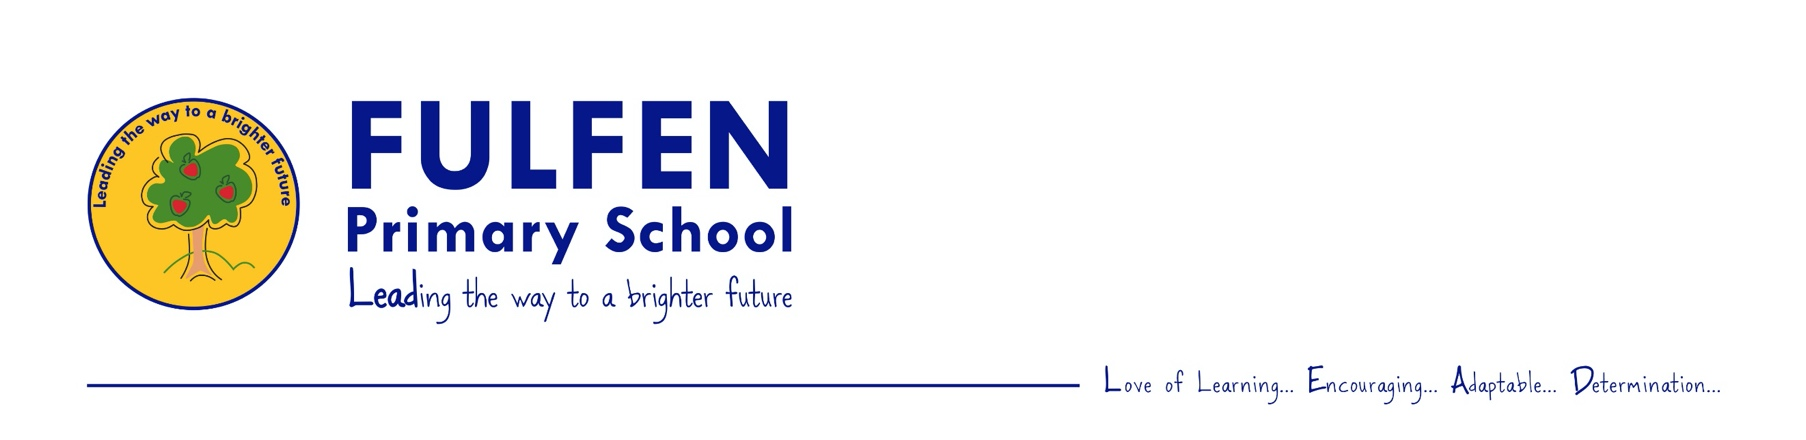 Leading the way to a brighter future
FULFEN
Primary School
Leading the way to a brighter future
Love of Learning... Encouraging... Adaptable... Determination...